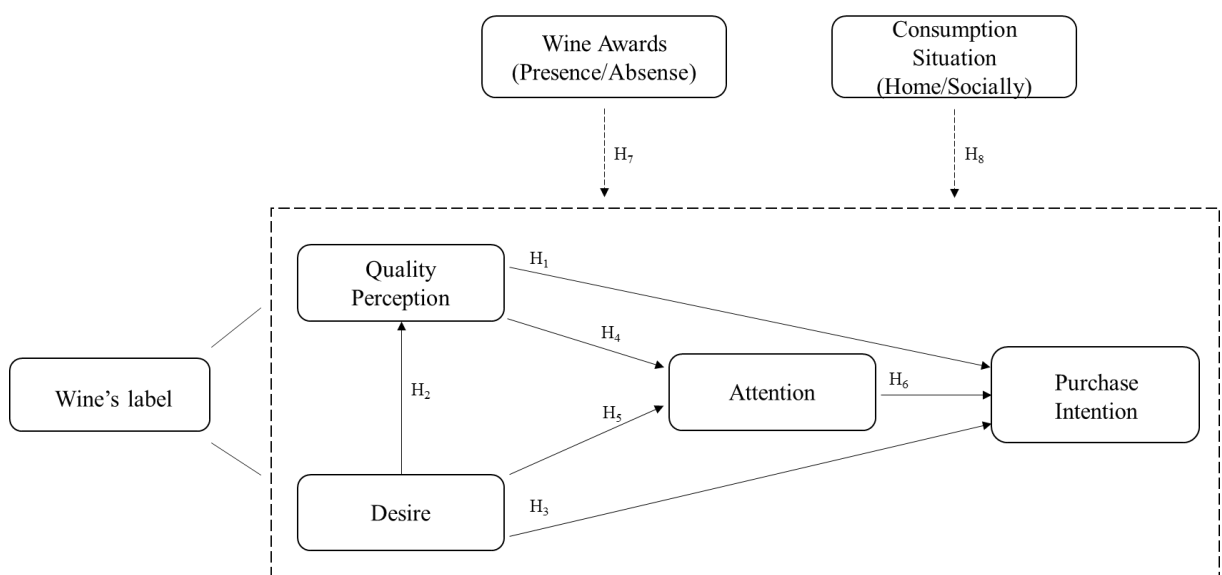 Wine Awards
(Presence/Absense)
Consumption
Situation
(Home/Socially)
H₇
H₈
Quality
Perception
H₁
H₄
Wine's label
H₂
Attention
H₆
Purchase
Intention
H₅
Desire
H₃